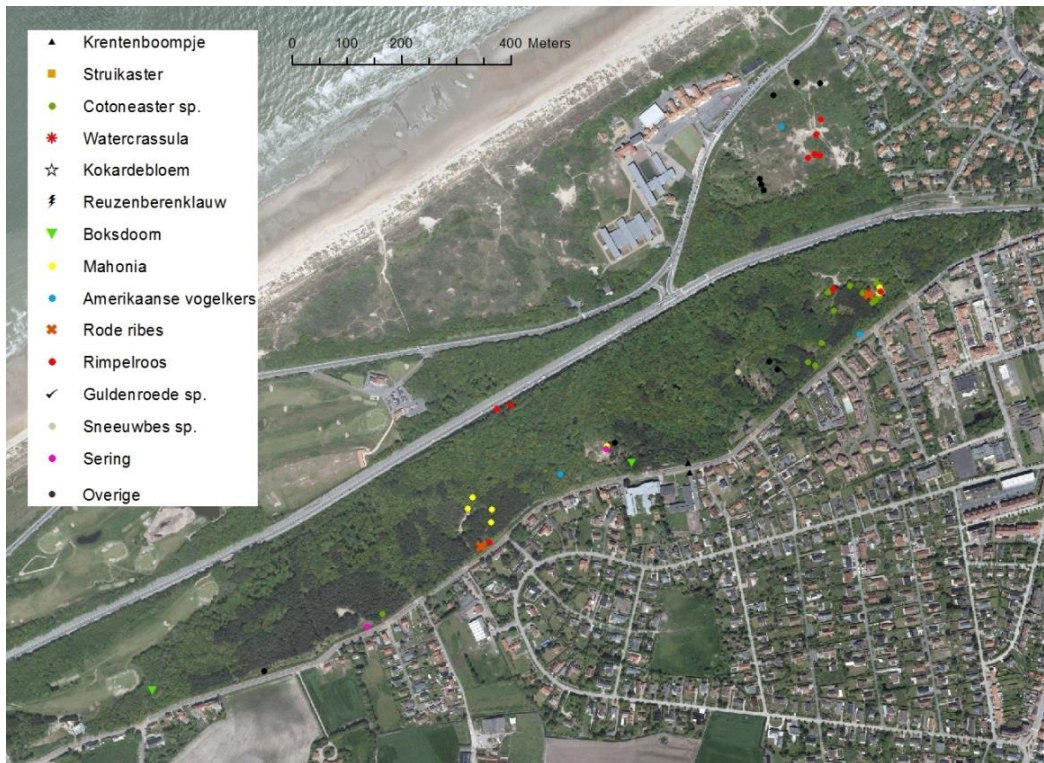 Krentenboompje
Struikaster
Cotoneaster sp.
Watercrassula
Kokardebloem
Reuzenberenklauw
Boksdoorn
Mahonia
Amerikaanse vogelkers
Rode ribes
Rimpelroos
Guldenroede sp.
Sneeuwbes sp.
Sering
Overige
0 100 200 400 Meters